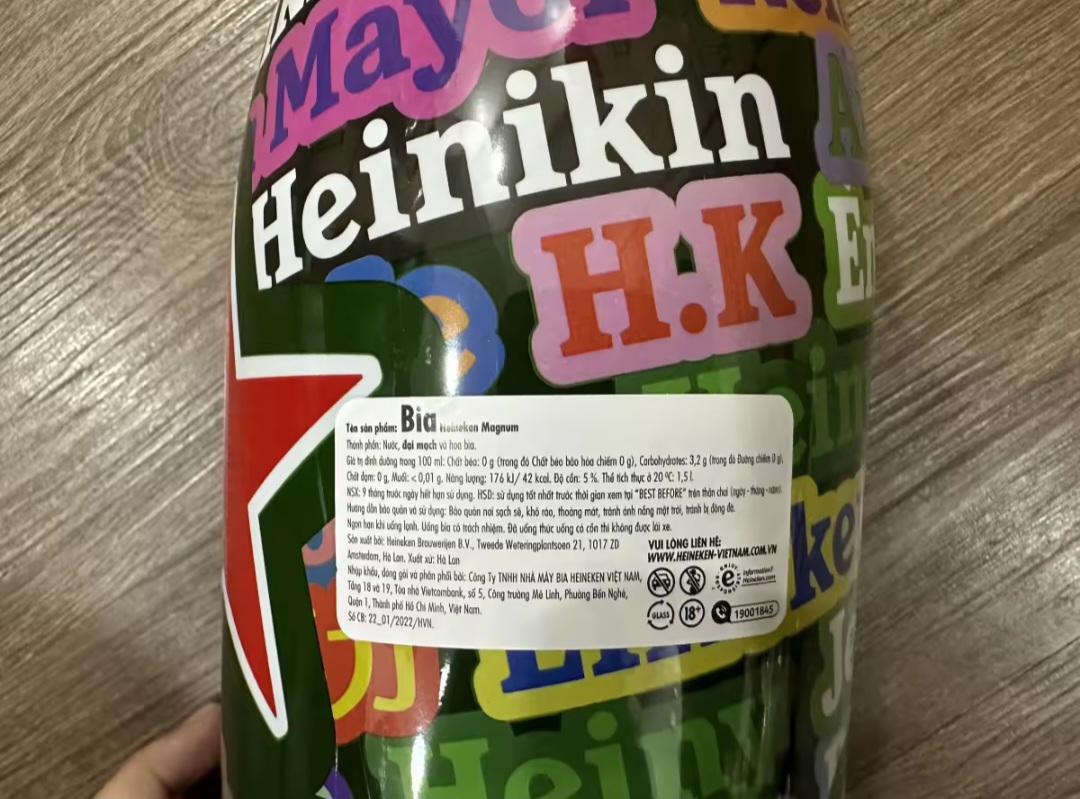 Mayor
Heinikin
H.K
Tên sản phẩm: Bia Heineken Magnum
Thành phần: Nước, đại mạch và hoa bia.
Giá trị dinh dưỡng trong 100 ml: Chất béo: 0 g (trong đó Chất béo bão hòa chiếm 0 g), Carbohydrates: 3,2 g (trong đó Đường chiếm 0 g),
Chất đạm: 0 g, Muối: < 0,01 g. Năng lượng: 176 kJ/ 42 kcal. Độ cồn: 5 %. Thể tích thực ở 20 °C: 1,5 l.
NSX: 9 tháng trước ngày hết hạn sử dụng. HSD: sử dụng tốt nhất trước thời gian xem tại "BEST BEFORE" trên thân chai (ngày - tháng - năm).
Hướng dẫn bảo quản và sử dụng: Bảo quản nơi sạch sẽ, khô ráo, thoáng mát, tránh ánh nắng mặt trời, tránh bị đông đá.
Ngon hơn khi uống lạnh. Uống bia có trách nhiệm. Đã uống thức uống có cồn thì không được lái xe.
Sản xuất bởi: Heineken Brouwerijen B.V., Tweede Weteringplantsoen 21, 1017 ZD
Amsterdam, Hà Lan. Xuất xứ: Hà Lan
Nhập khẩu, đóng gói và phân phối bởi: Công Ty TNHH NHÀ MÁY BIA HEINEKEN VIỆT NAM,
Tầng 18 và 19, Tòa nhà Vietcombank, số 5, Công trường Mê Linh, Phường Bến Nghé,
Quận 1, Thành phố Hồ Chí Minh, Việt Nam.
Số CB: 22_01/2022/HVN.
VUI LÒNG LIÊN HỆ:
WWW.HEINEKEN-VIETNAM.COM.VN
information?
Heineken.com
GLASS
18+
19001845
ke
Heiny